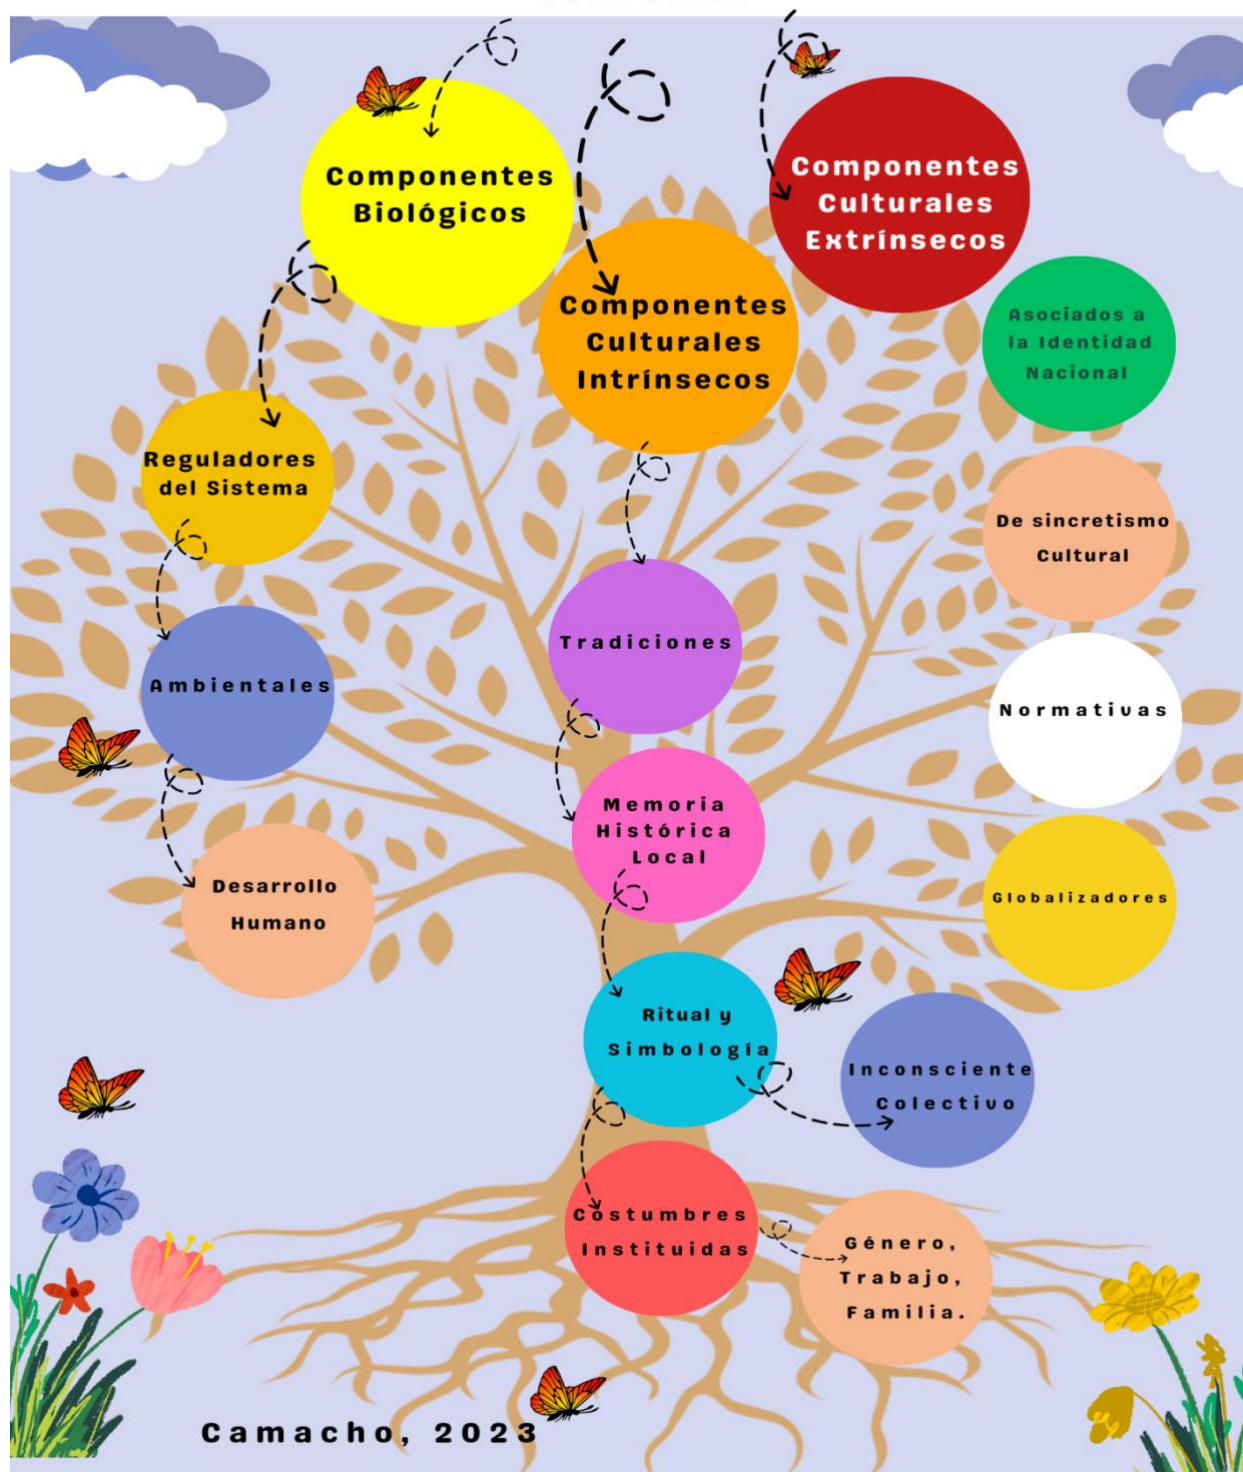 Componentes
Biológicos
Componentes
Culturales
Extrínsecos
Componentes
Culturales
Intrínsecos
Asociados a
la Identidad
Nacional
Reguladores
del Sistema
De sincretismo
Cultural
Tradiciones
Ambientales
Normativas
Memoria
Histórica
Local
Desarrollo
Humano
Globalizadores
Ritual y
Simbología
Inconsciente
Colectivo
Costumbres
Instituidas
Género,
Trabajo,
Familia.
Camacho, 2023